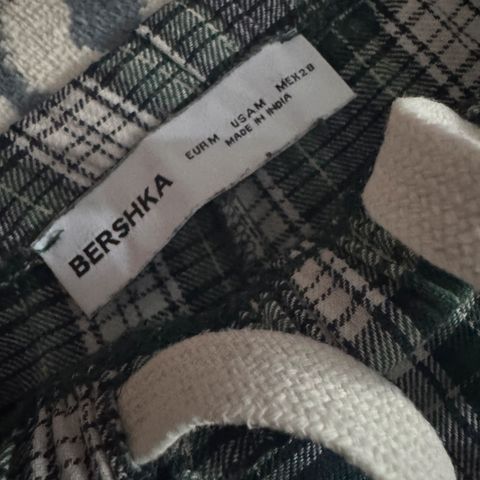 BERSHKA
EUR M USA M MEX 28
MADE IN INDIA